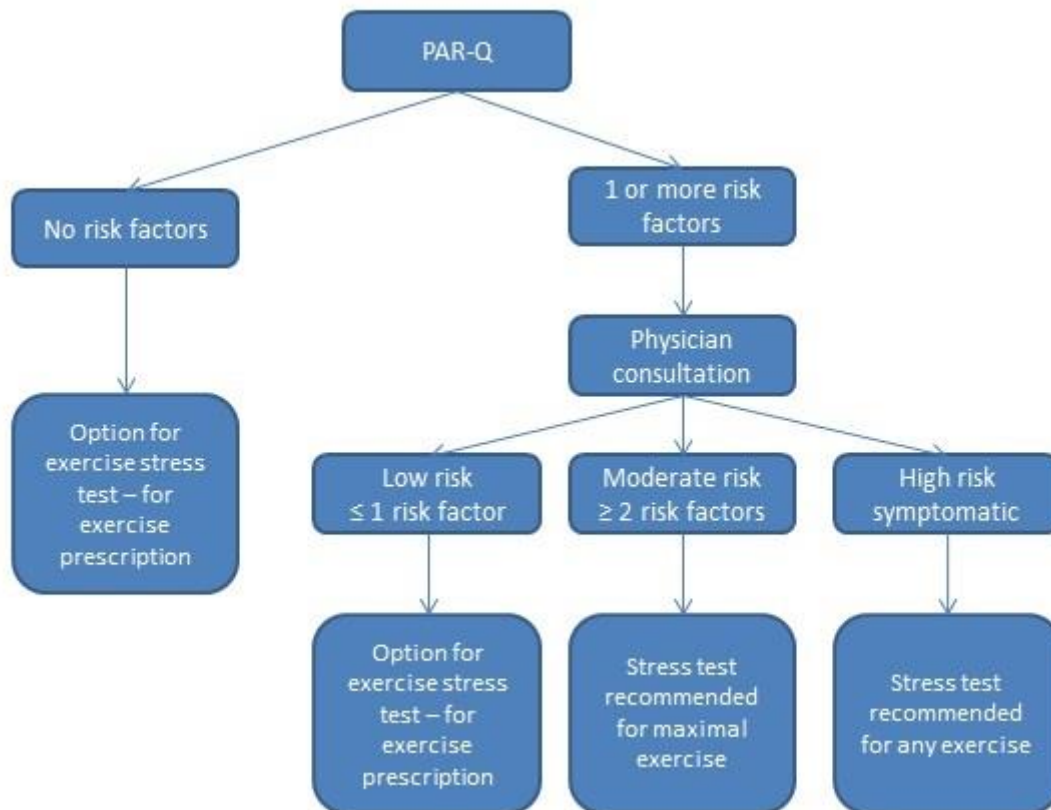 PAR-Q
No risk factors
1 or more risk
factors
Physician
consultation
Option for
exercise stress
test – for
exercise
prescription
Low risk
≤ 1 risk factor
Moderate risk
≥ 2 risk factors
High risk
symptomatic
Option for
exercise stress
test – for
exercise
prescription
Stress test
recommended
for maximal
exercise
Stress test
recommended
for any exercise